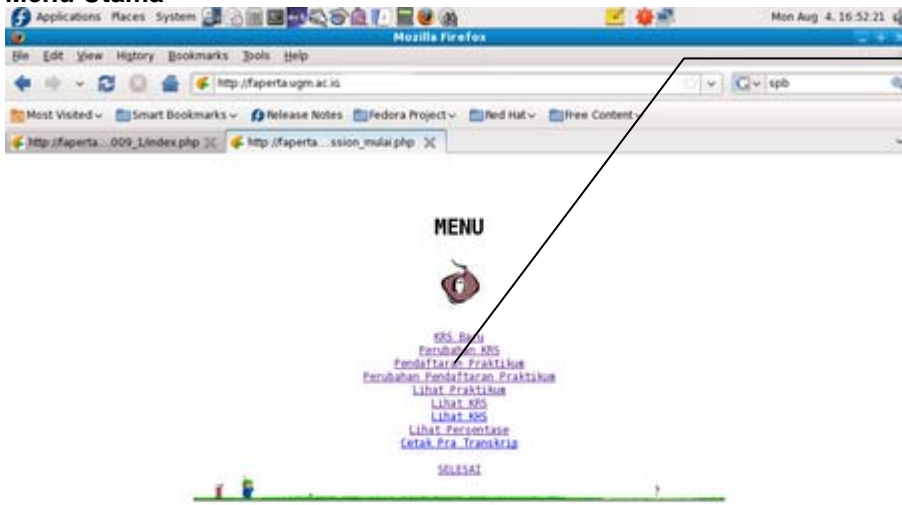 Menu Utama
Applications Places System
Mon Aug 4, 16:52:21
Mozilla Firefox
File Edit View History Bookmarks Tools Help
http://faperta.ugm.ac.id
spb
Most Visited Smart Bookmarks Release Notes Fedora Project Red Hat Free Content
http://faperta...009_1/index.php http://faperta...ssion_mulai.php
MENU
KRS Baru
Perubahan KRS
Pendaftaran Praktikum
Perubahan Pendaftaran Praktikum
Lihat Praktikum
Lihat KRS
Lihat KHS
Lihat Persentase
Cetak Pra Transkrip
SELESAI